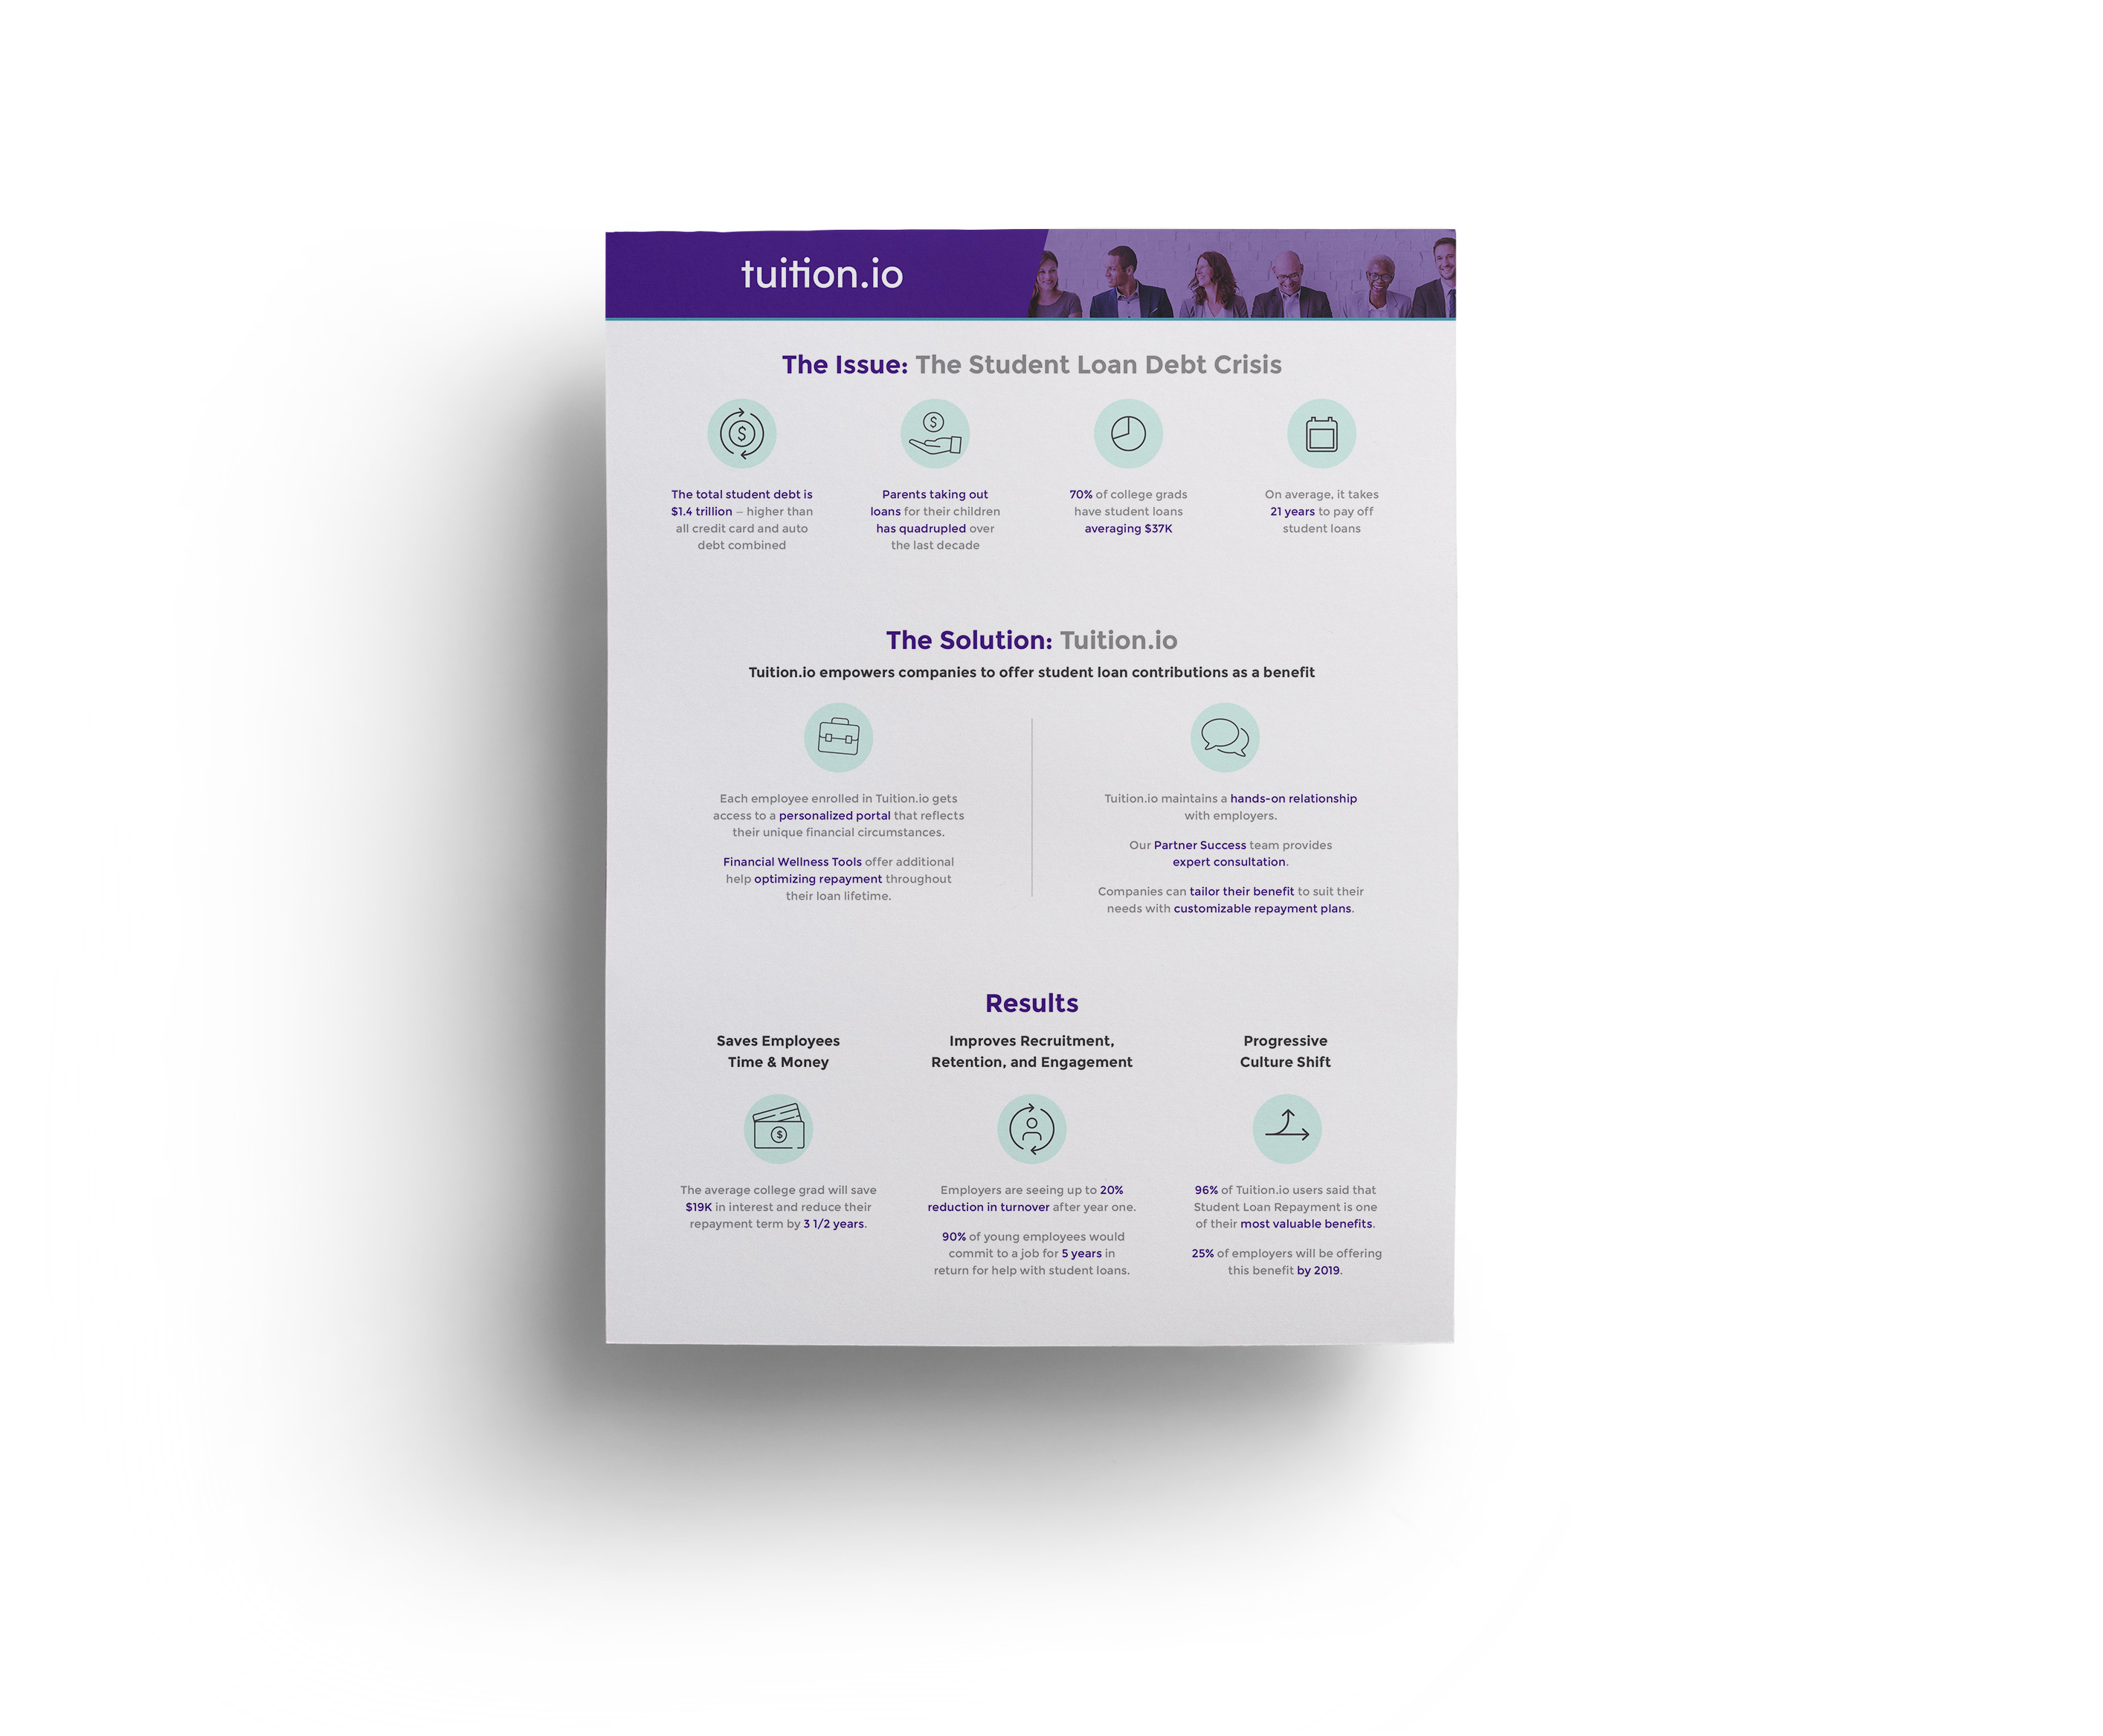 tuition.io
The Issue: The Student Loan Debt Crisis
The total student debt is
$1.4 trillion – higher than
all credit card and auto
debt combined
Parents taking out
loans for their children
has quadrupled over
the last decade
70% of college grads
have student loans
averaging $37K
On average, it takes
21 years to pay off
student loans
The Solution: Tuition.io
Tuition.io empowers companies to offer student loan contributions as a benefit
Each employee enrolled in Tuition.io gets
access to a personalized portal that reflects
their unique financial circumstances.
Financial Wellness Tools offer additional
help optimizing repayment throughout
their loan lifetime.
Tuition.io maintains a hands-on relationship
with employers.
Our Partner Success team provides
expert consultation.
Companies can tailor their benefit to suit their
needs with customizable repayment plans.
Results
Saves Employees
Time & Money
The average college grad will save
$19K in interest and reduce their
repayment term by 3 1/2 years.
Improves Recruitment,
Retention, and Engagement
Employers are seeing up to 20%
reduction in turnover after year one.
90% of young employees would
commit to a job for 5 years in
return for help with student loans.
Progressive
Culture Shift
96% of Tuition.io users said that
Student Loan Repayment is one
of their most valuable benefits.
25% of employers will be offering
this benefit by 2019.